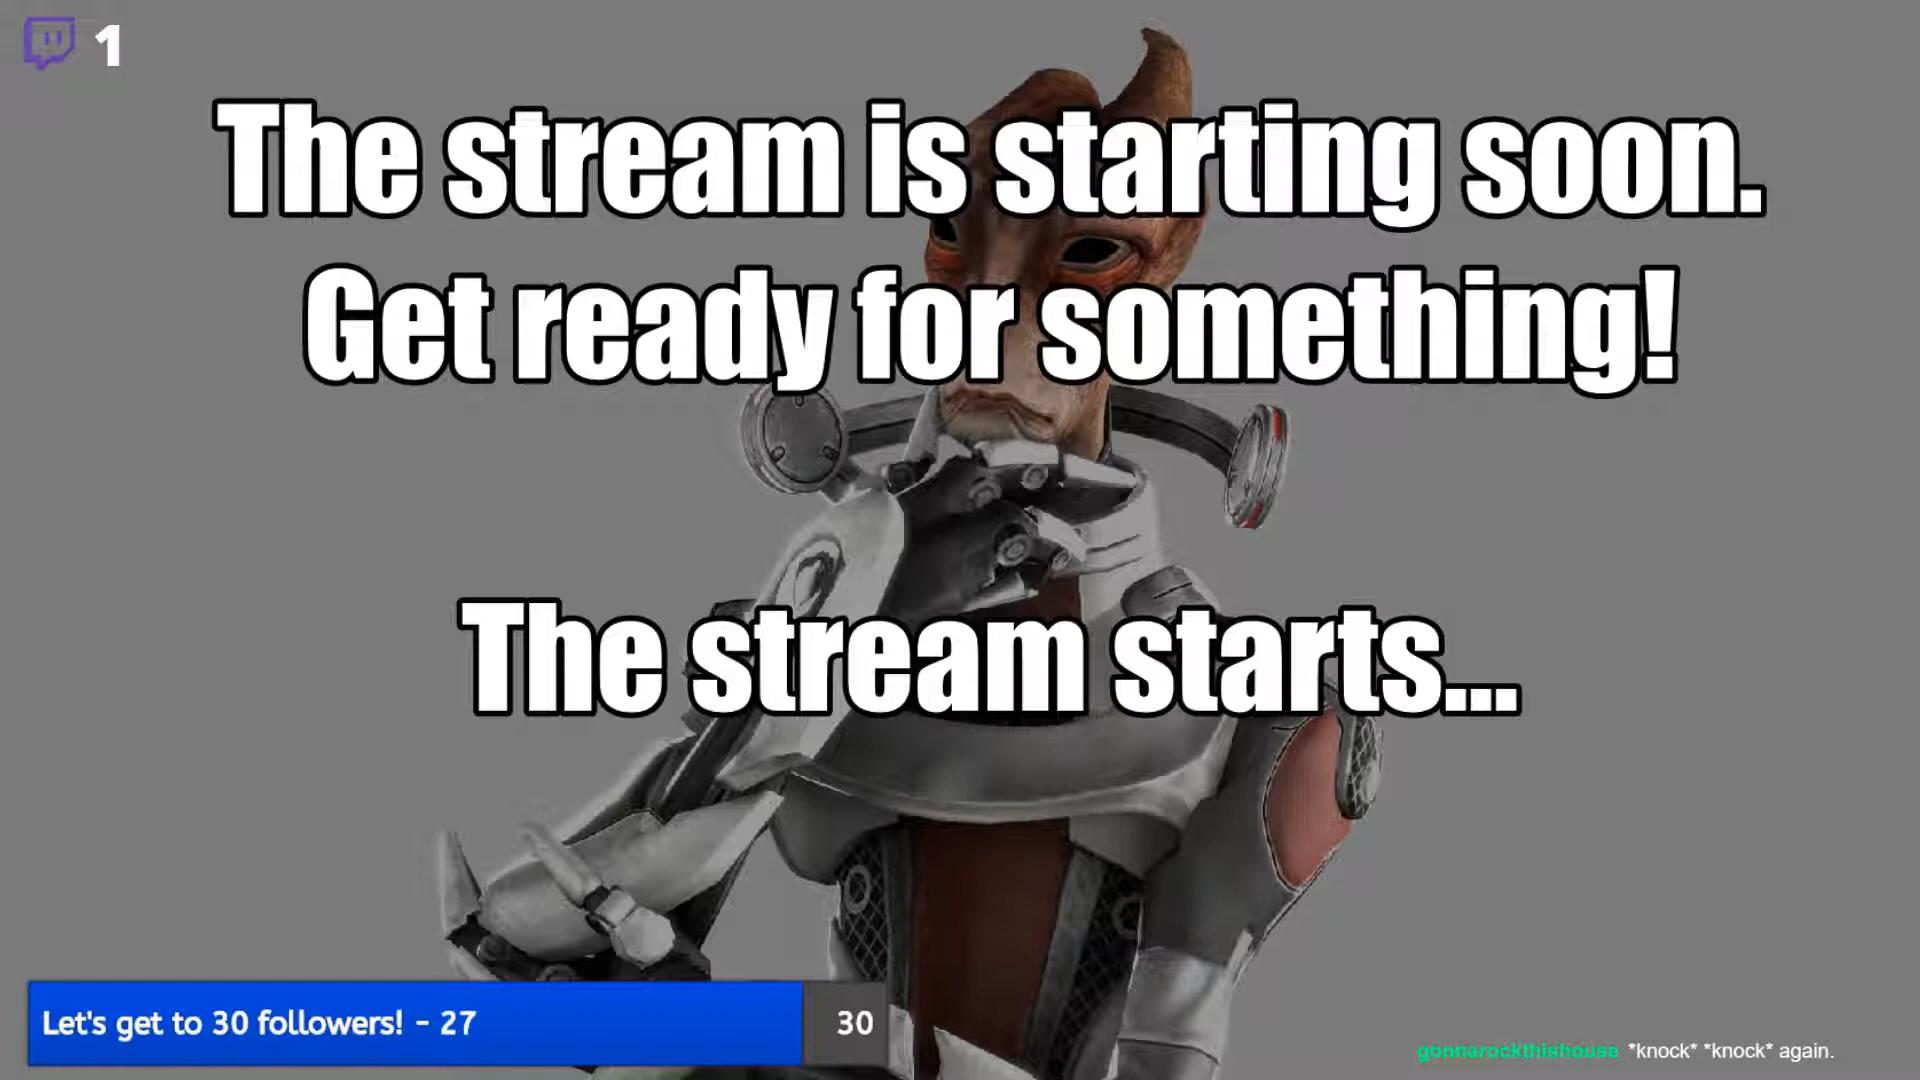 1
The stream is starting soon.
Get ready for something!
The stream starts...
Let's get to 30 followers! - 27
30
gonnarockthishouse *knock* *knock* again.